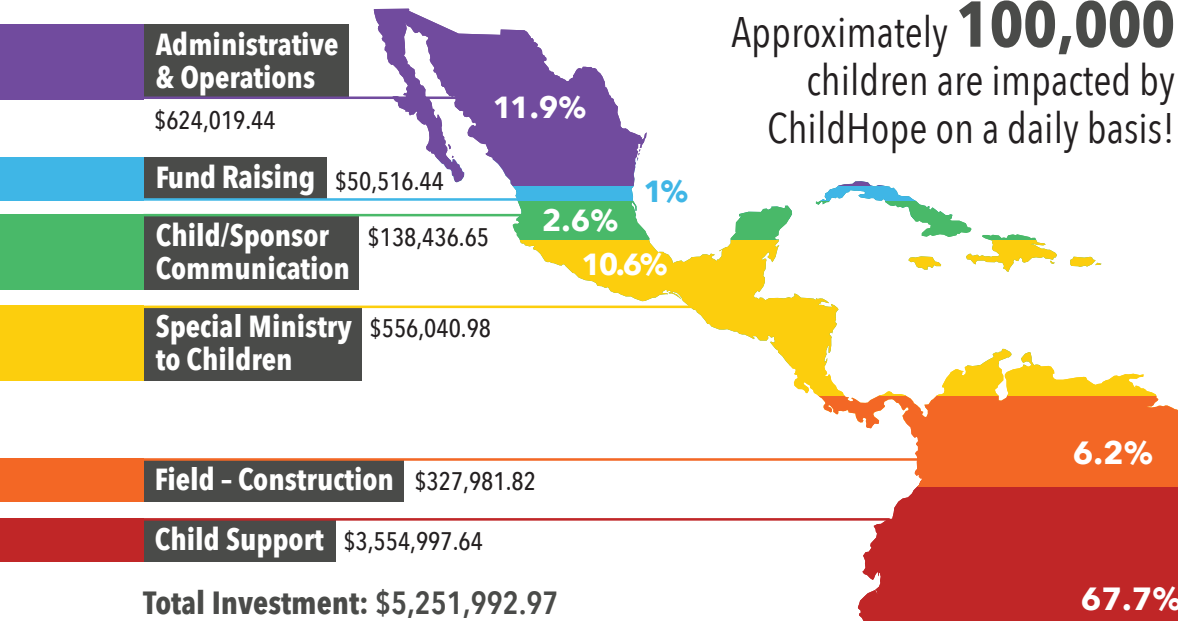 Approximately 100,000
children are impacted by
ChildHope on a daily basis!
Administrative
& Operations
$624,019.44
11.9%
Fund Raising $50,516.44
1%
Child/Sponsor
Communication
$138,436.65
2.6%
Special Ministry
to Children
$556,040.98
10.6%
Field – Construction $327,981.82
6.2%
Child Support $3,554,997.64
67.7%
Total Investment: $5,251,992.97